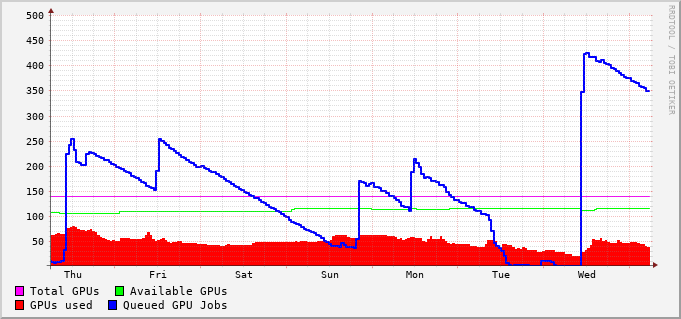 500
450
400
350
300
250
200
150
100
50
Thu Fri Sat Sun Mon Tue Wed
Total GPUs Available GPUs
GPUs used Queued GPU Jobs
RRDTOOL / TOBI OETIKER